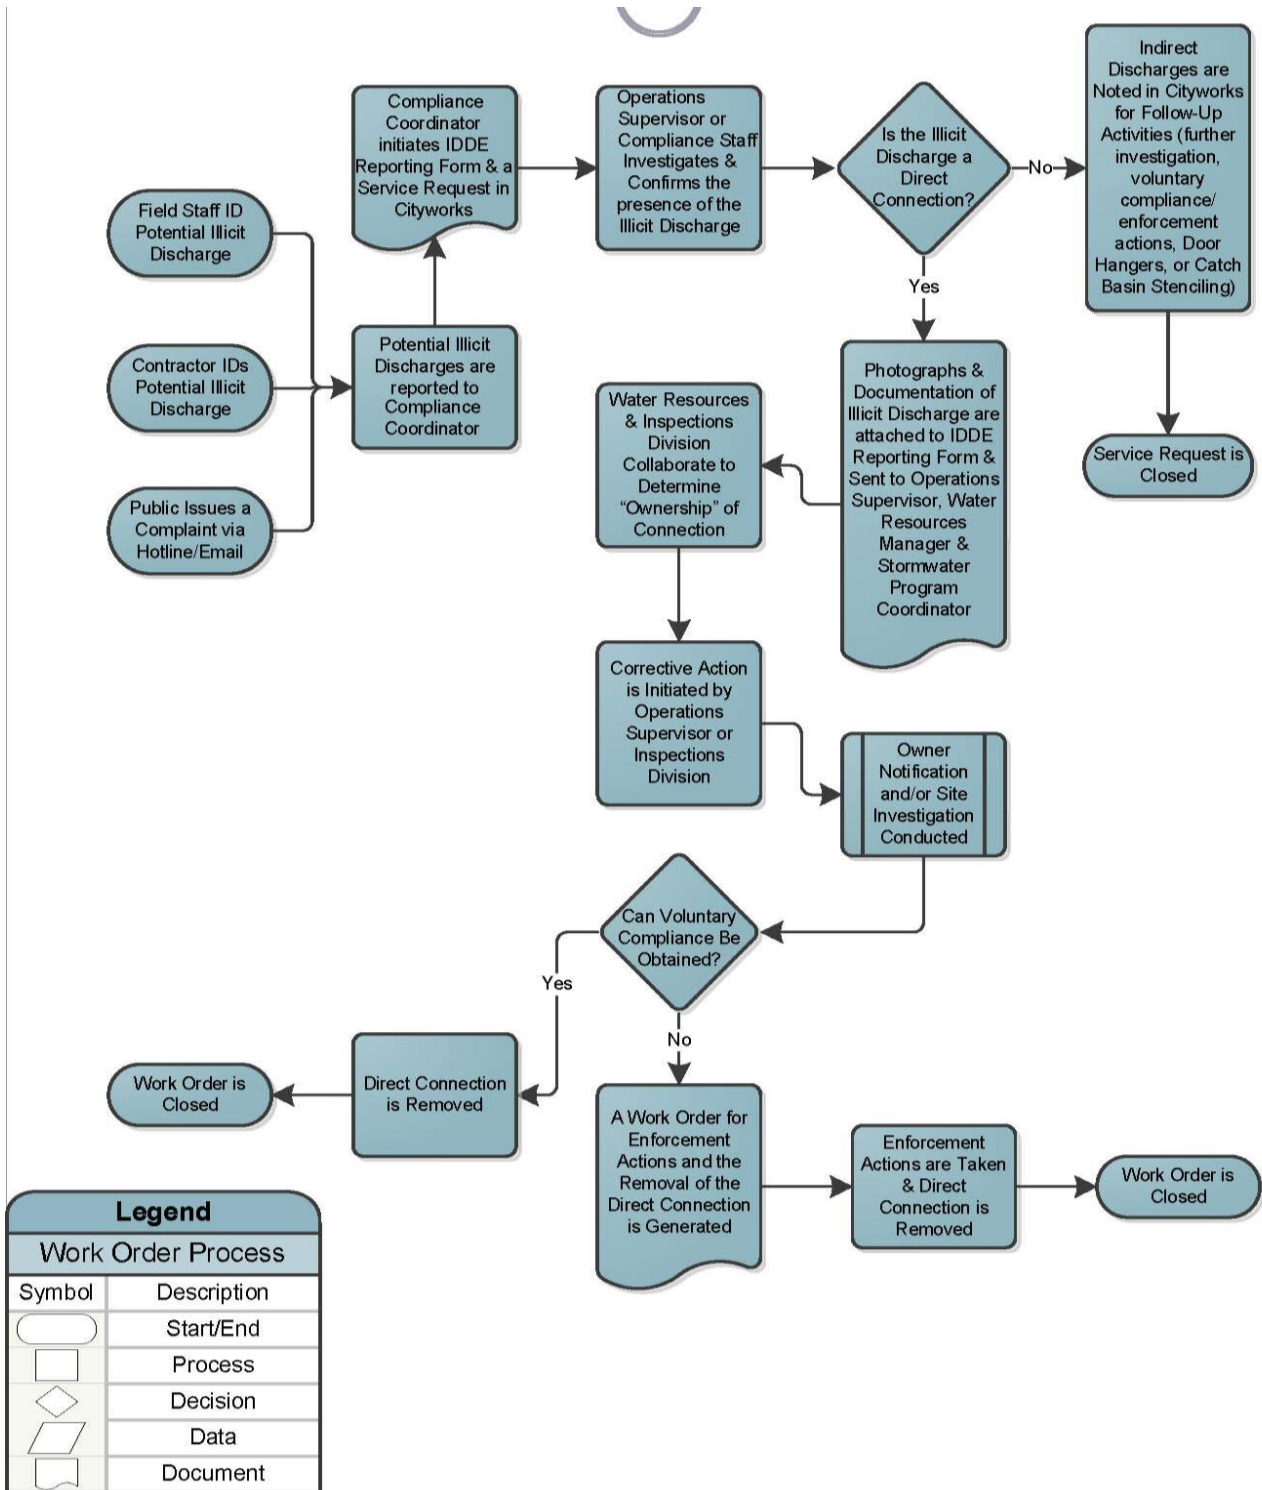 Field Staff ID
Potential Illicit
Discharge
Contractor IDs
Potential Illicit
Discharge
Public Issues a
Complaint via
Hotline/Email
Potential Illicit
Discharges are
reported to
Compliance
Coordinator
Compliance
Coordinator
initiates IDDE
Reporting Form & a
Service Request in
Cityworks
Operations
Supervisor or
Compliance Staff
Investigates &
Confirms the
presence of the
Illicit Discharge
Is the Illicit
Discharge a
Direct
Connection?
No
Indirect
Discharges are
Noted in Cityworks
for Follow-Up
Activities (further
investigation,
voluntary
compliance/
enforcement
actions, Door
Hangers, or Catch
Basin Stenciling)
Service Request is
Closed
Yes
Photographs &
Documentation of
Illicit Discharge are
attached to IDDE
Reporting Form &
Sent to Operations
Supervisor, Water
Resources
Manager &
Stormwater
Program
Coordinator
Water Resources
& Inspections
Division
Collaborate to
Determine
“Ownership” of
Connection
Corrective Action
is Initiated by
Operations
Supervisor or
Inspections
Division
Owner
Notification
and/or Site
Investigation
Conducted
Can Voluntary
Compliance Be
Obtained?
Yes
Direct Connection
is Removed
Work Order is
Closed
No
A Work Order for
Enforcement
Actions and the
Removal of the
Direct Connection
is Generated
Enforcement
Actions are Taken
& Direct
Connection is
Removed
Work Order is
Closed
Legend
Work Order Process
Symbol Description
Start/End
Process
Decision
Data
Document